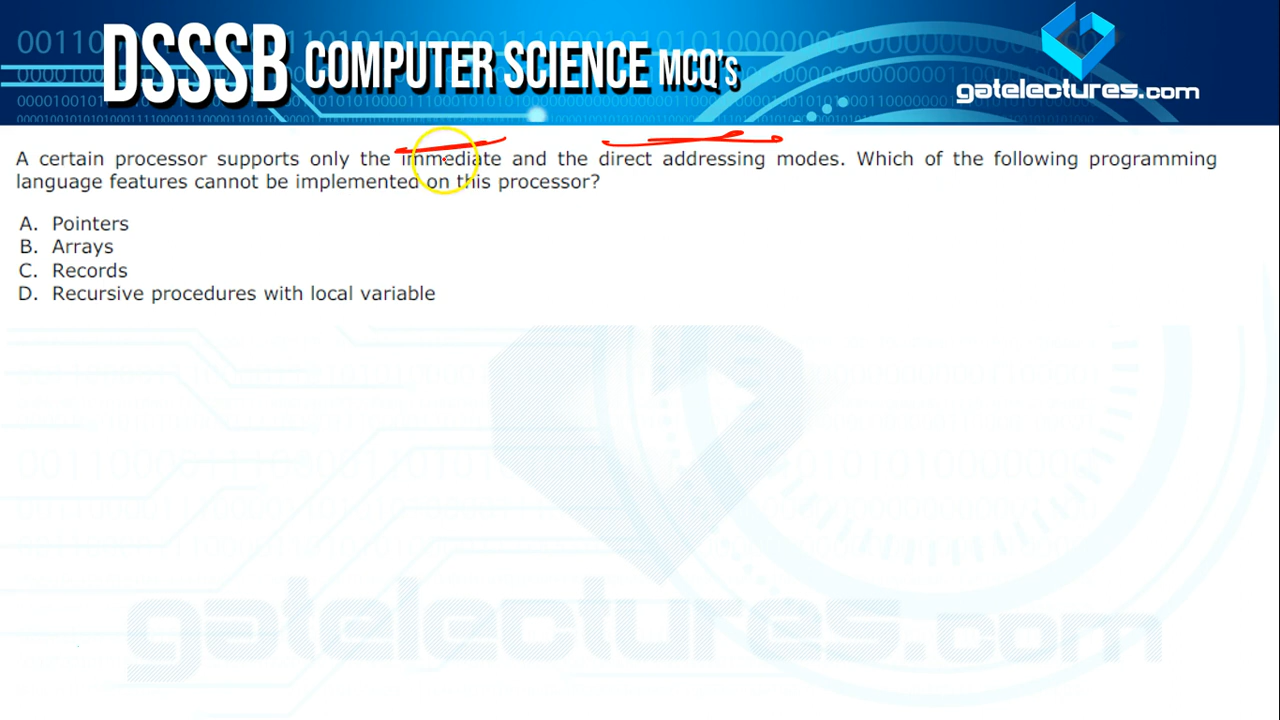 DSSSB COMPUTER SCIENCE MCQ's
gatelectures.com
A certain processor supports only the immediate and the direct addressing modes. Which of the following programming
language features cannot be implemented on this processor?
A. Pointers
B. Arrays
C. Records
D. Recursive procedures with local variable
gatelectures.com